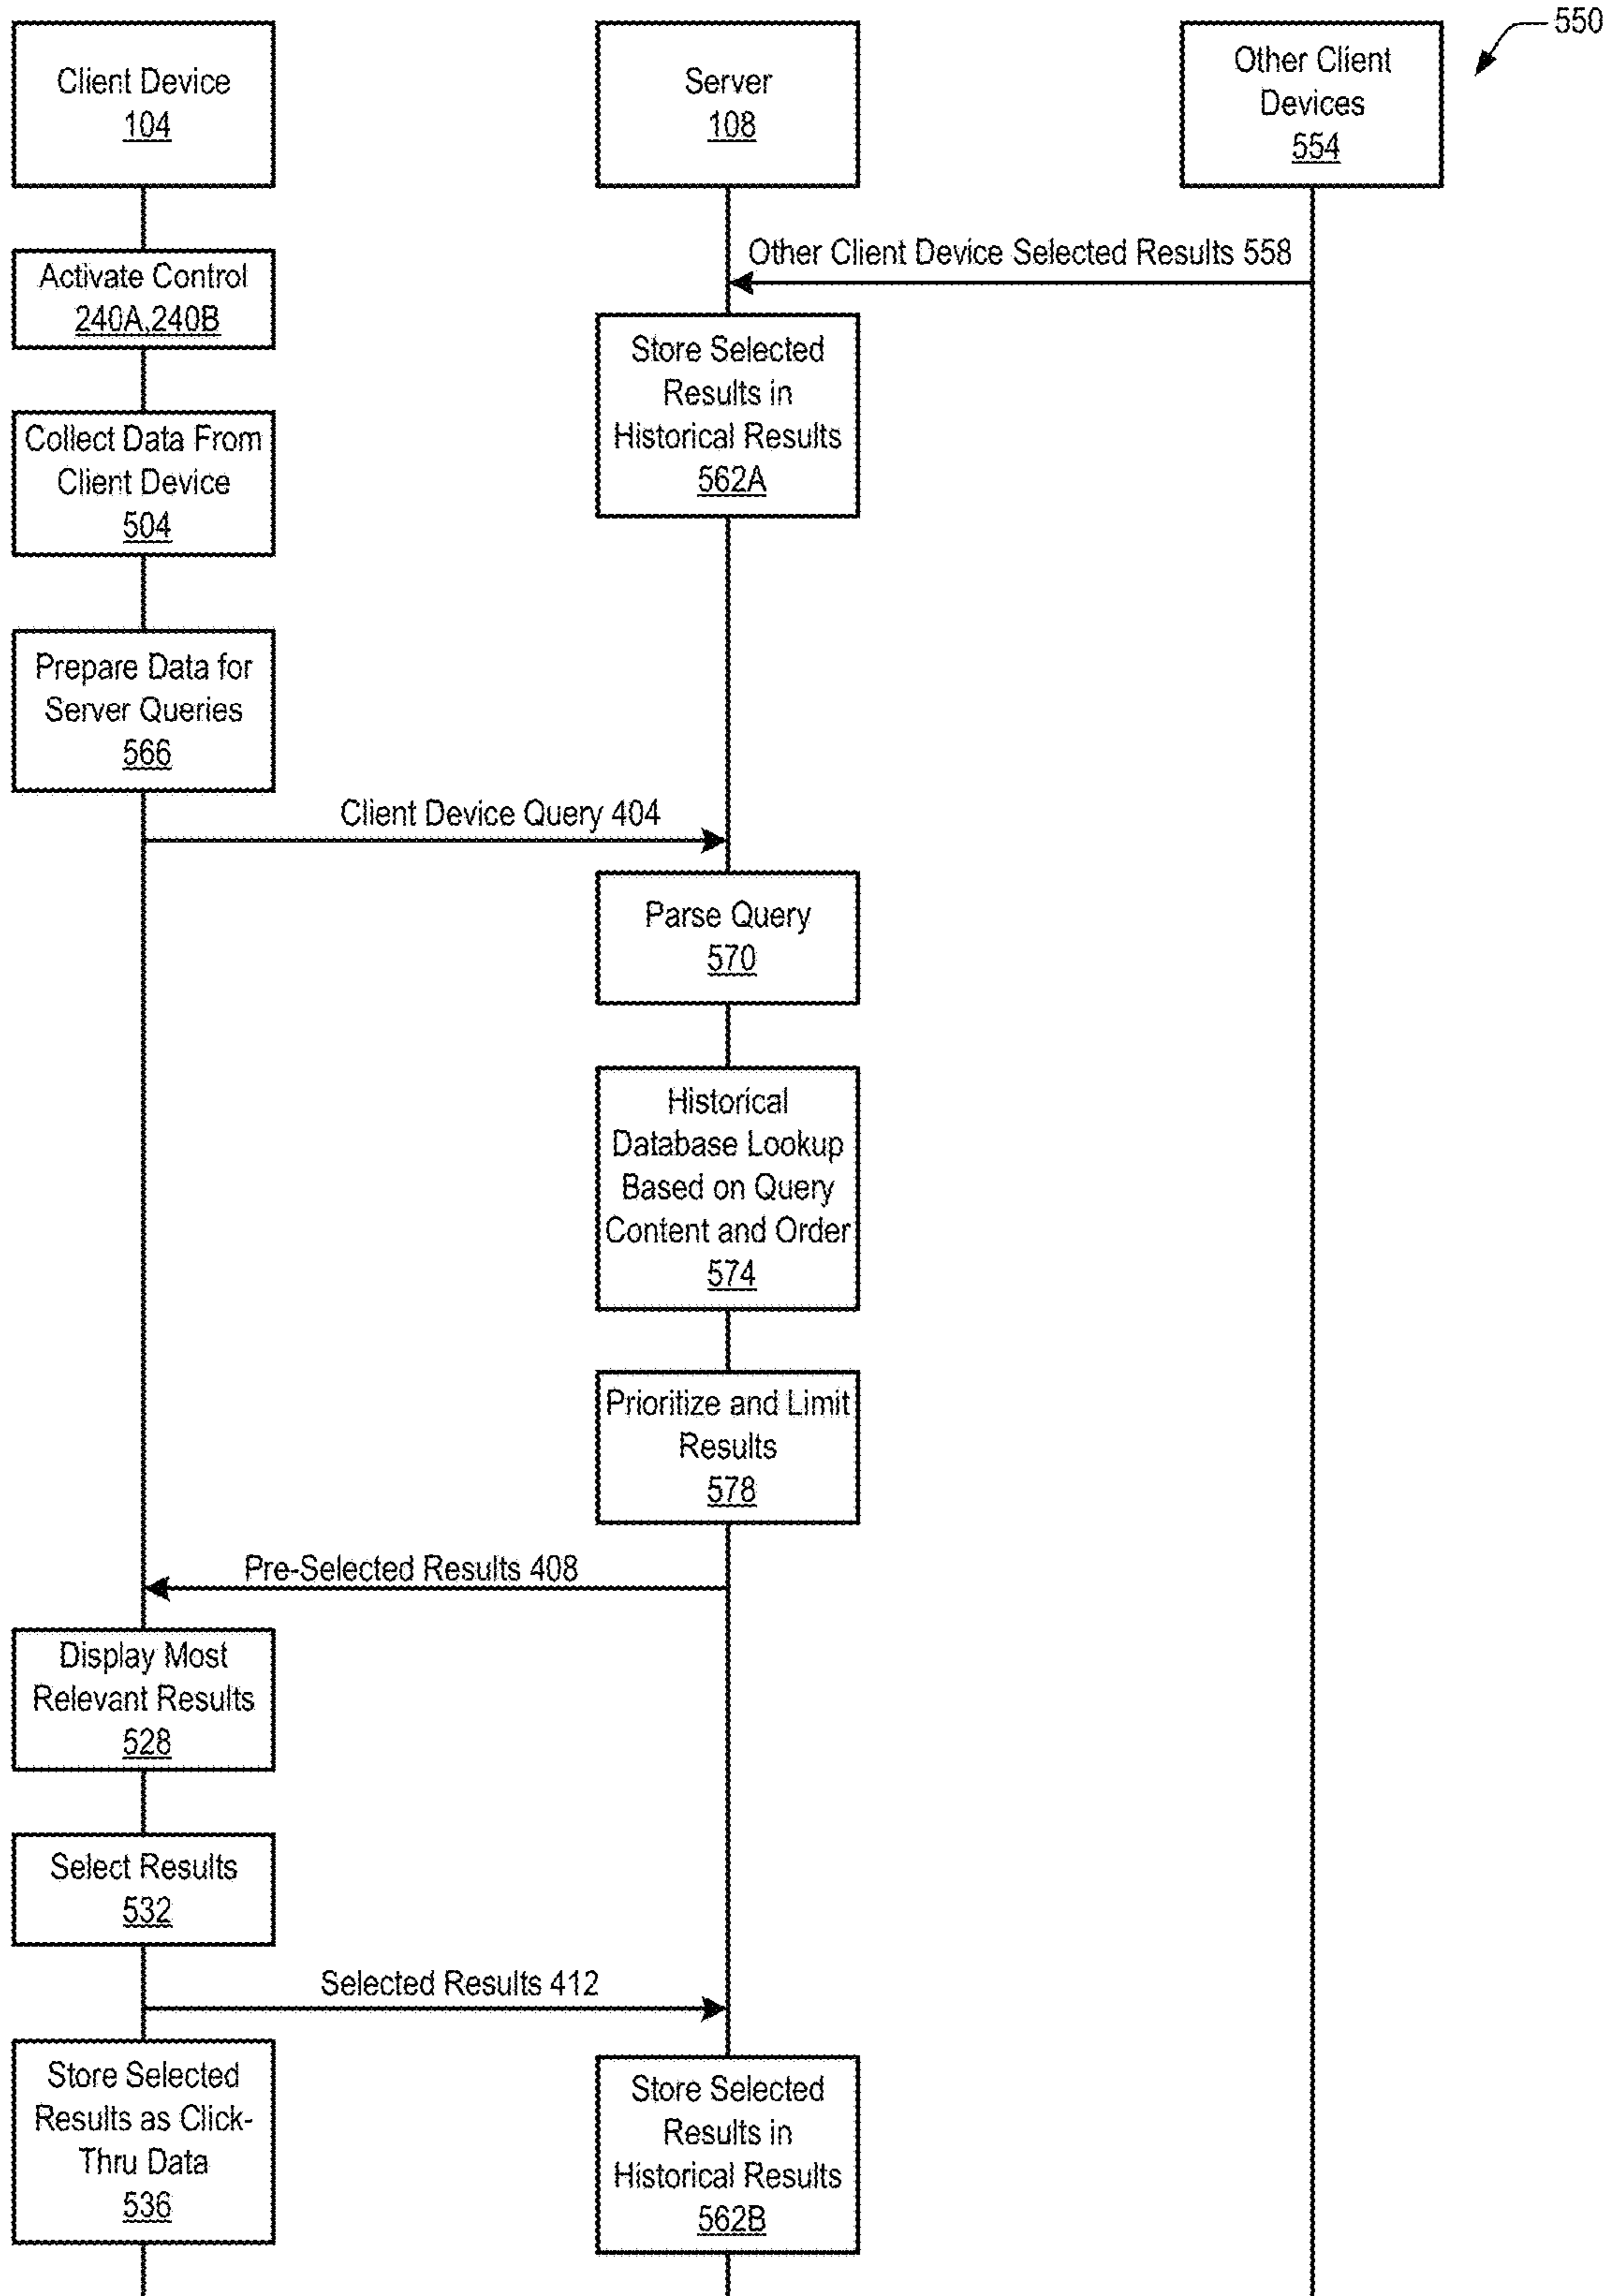 550
Client Device
104
Server
108
Other Client
Devices
554
Other Client Device Selected Results 558
Activate Control
240A,240B
Store Selected
Results in
Historical Results
562A
Collect Data From
Client Device
504
Prepare Data for
Server Queries
566
Client Device Query 404
Parse Query
570
Historical
Database Lookup
Based on Query
Content and Order
574
Prioritize and Limit
Results
578
Pre-Selected Results 408
Display Most
Relevant Results
528
Select Results
532
Selected Results 412
Store Selected
Results as Click-
Thru Data
536
Store Selected
Results in
Historical Results
562B